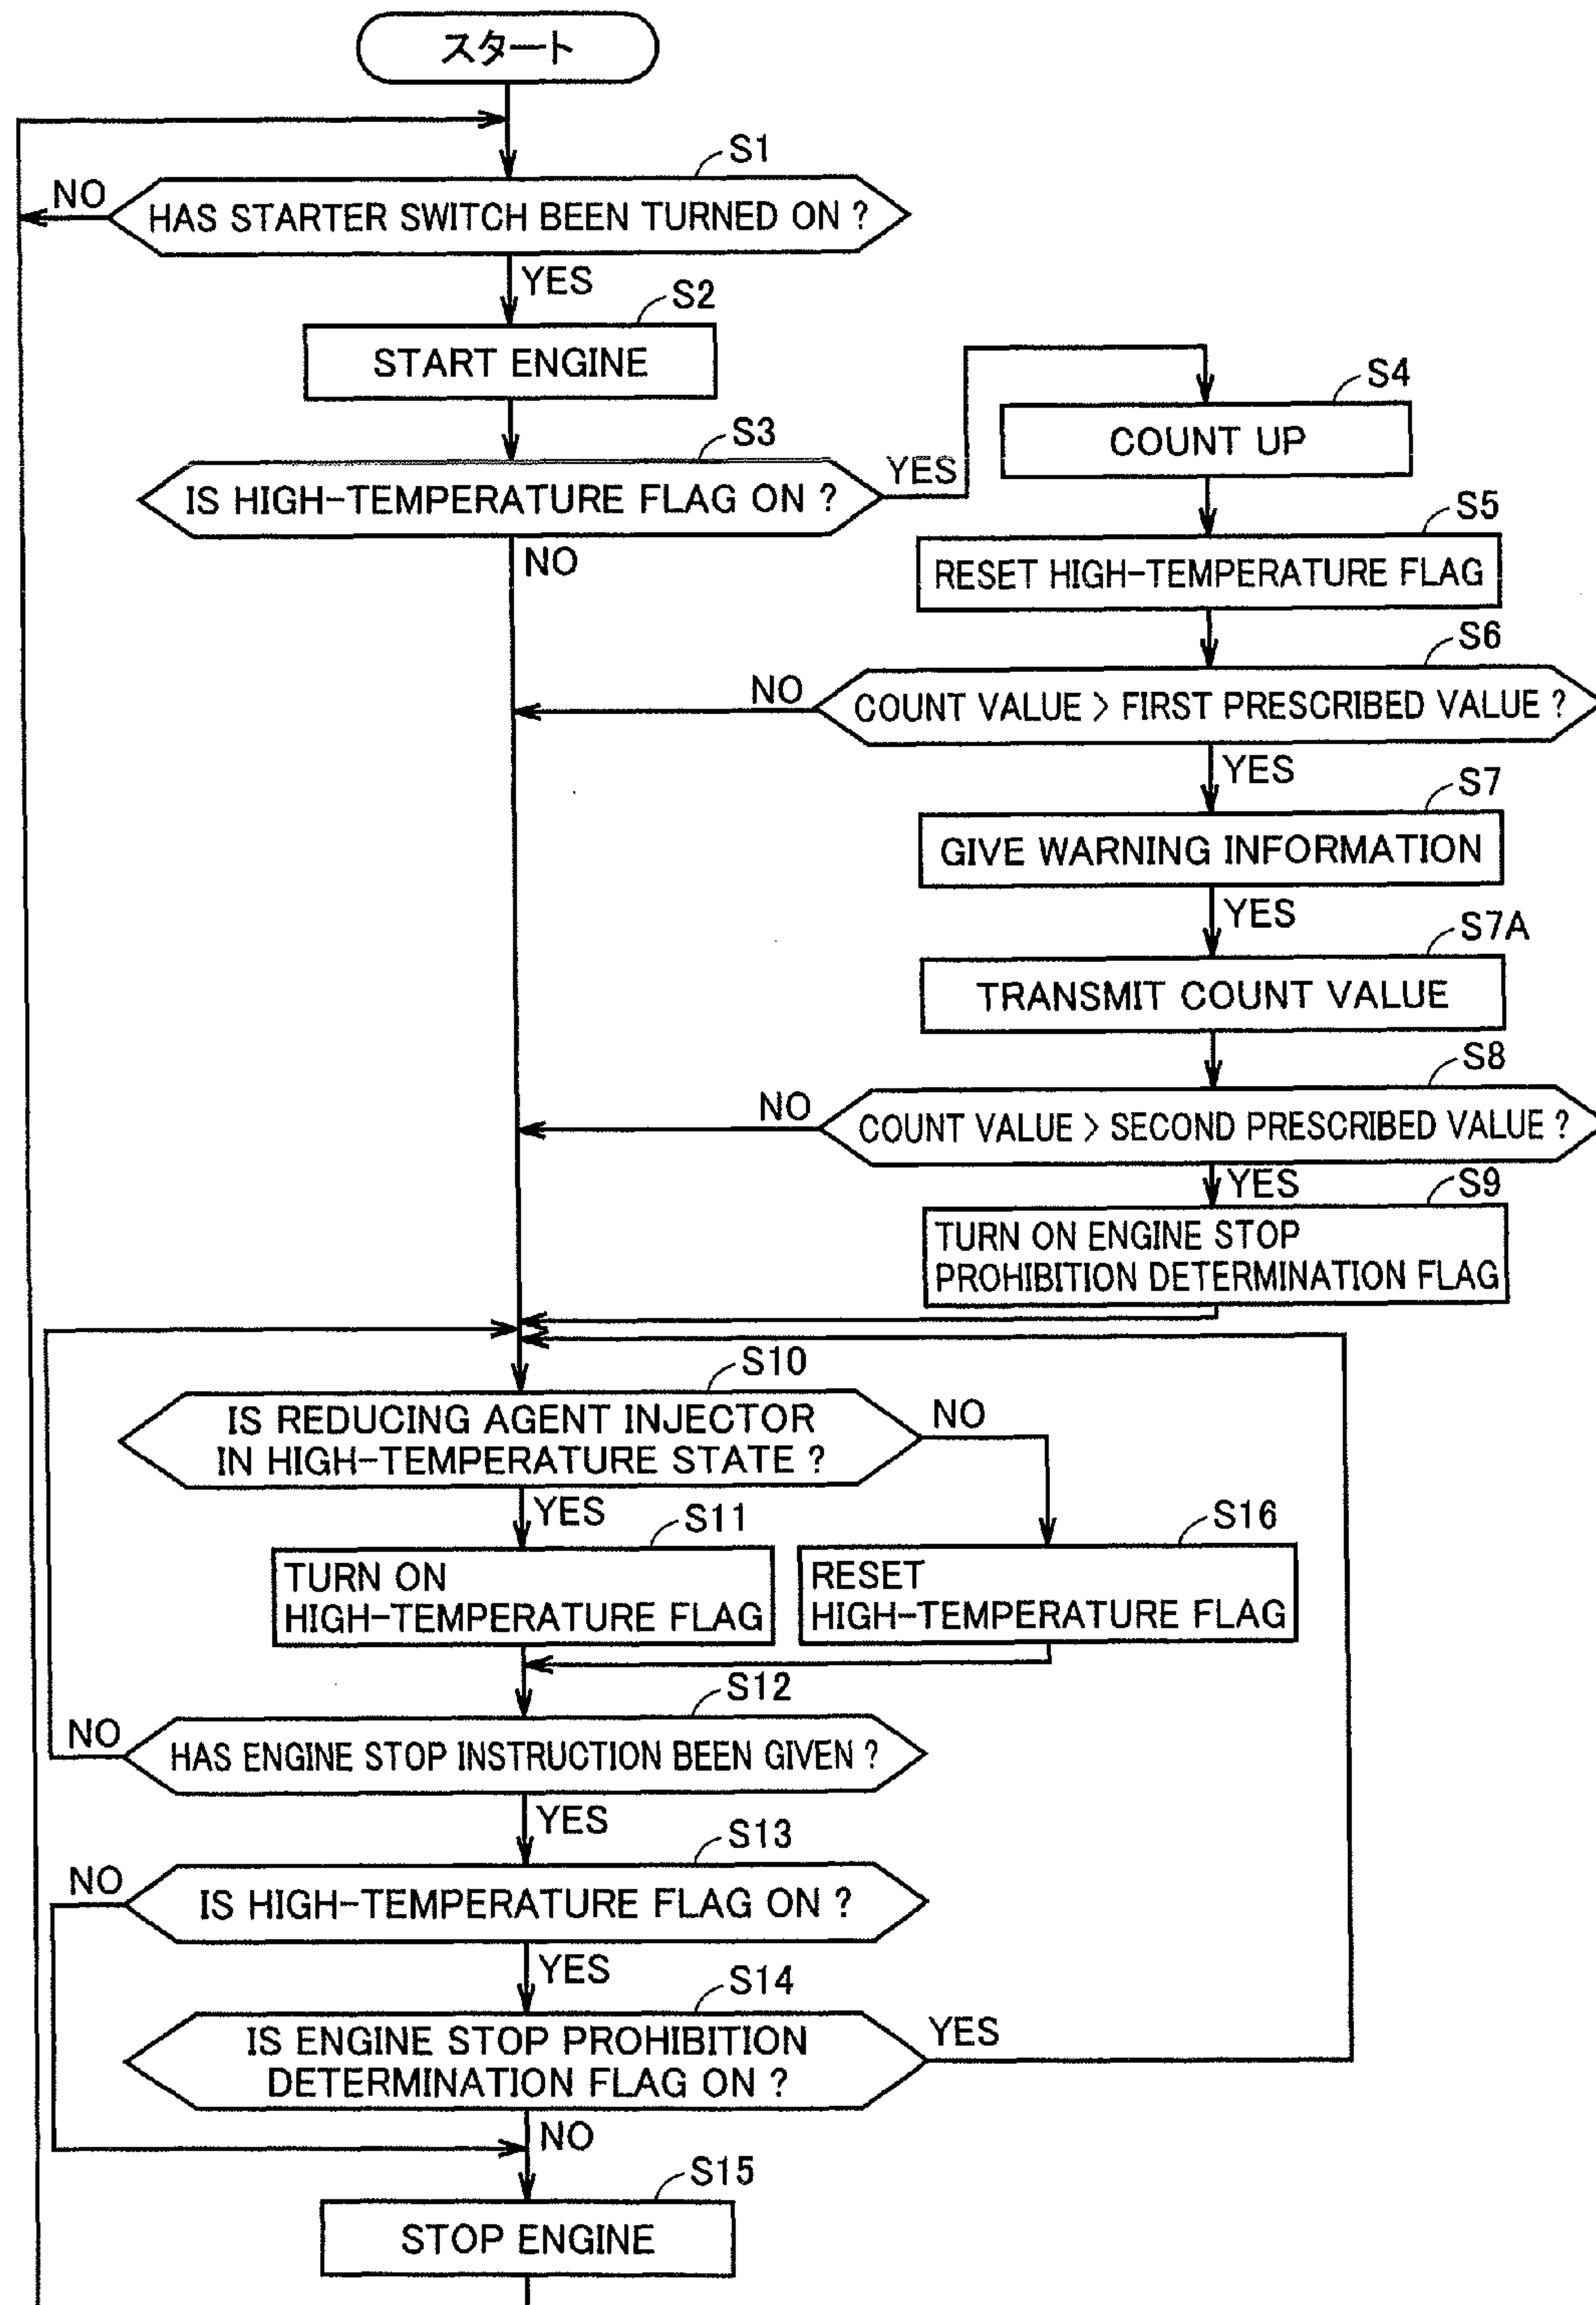 スタート
S1
NO
HAS STARTER SWITCH BEEN TURNED ON ?
YES
S2
START ENGINE
S4
COUNT UP
S3
YES
IS HIGH-TEMPERATURE FLAG ON ?
NO
S5
RESET HIGH-TEMPERATURE FLAG
S6
NO
COUNT VALUE > FIRST PRESCRIBED VALUE ?
YES
S7
GIVE WARNING INFORMATION
YES
S7A
TRANSMIT COUNT VALUE
S8
NO
COUNT VALUE > SECOND PRESCRIBED VALUE ?
YES
S9
TURN ON ENGINE STOP
PROHIBITION DETERMINATION FLAG
S10
IS REDUCING AGENT INJECTOR
IN HIGH-TEMPERATURE STATE ?
NO
YES
S11
TURN ON
HIGH-TEMPERATURE FLAG
S16
RESET
HIGH-TEMPERATURE FLAG
S12
NO
HAS ENGINE STOP INSTRUCTION BEEN GIVEN ?
YES
S13
NO
IS HIGH-TEMPERATURE FLAG ON ?
YES
S14
IS ENGINE STOP PROHIBITION
DETERMINATION FLAG ON ?
YES
NO
S15
STOP ENGINE